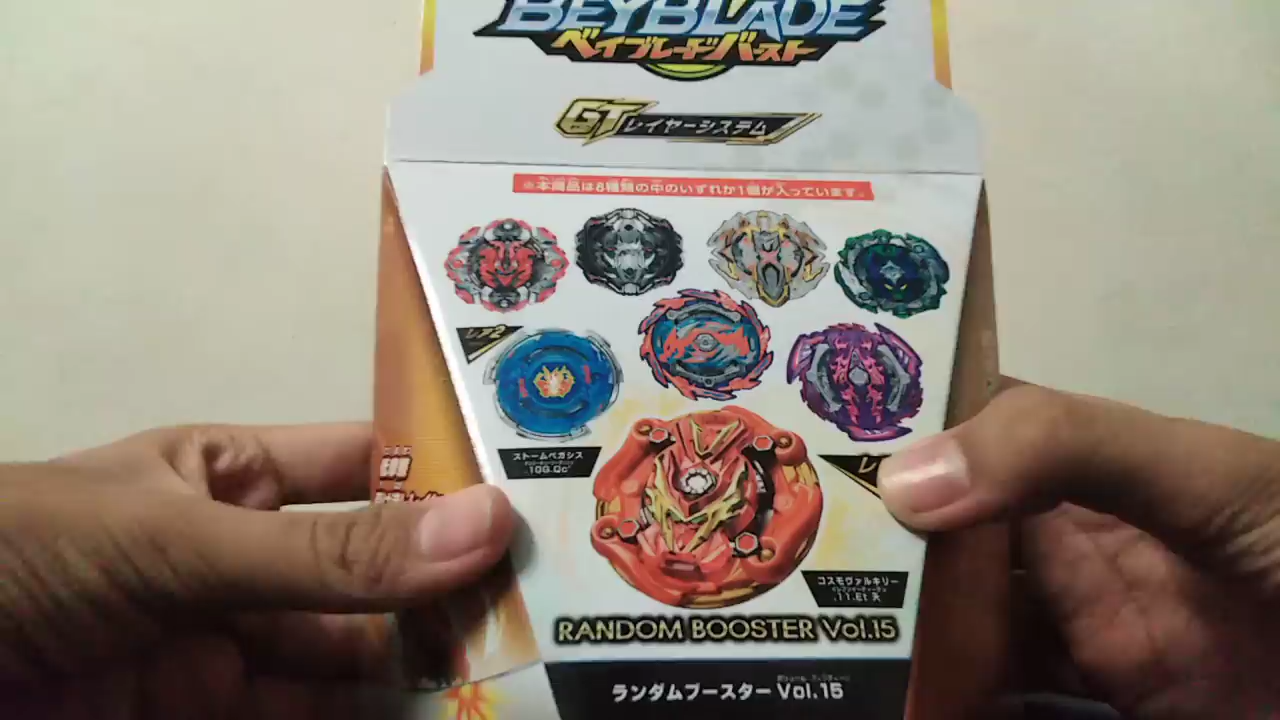 BEYBLADE
ベイブレードバースト
GT レイヤーシステム
※本商品は8種類の中のいずれか1個が入っています。
レア2
ストームペガシス
.10G.Qc'
レ
コスモヴァルキリー
.11.Et 天
RANDOM BOOSTER Vol.15
ランダムブースター Vol.15